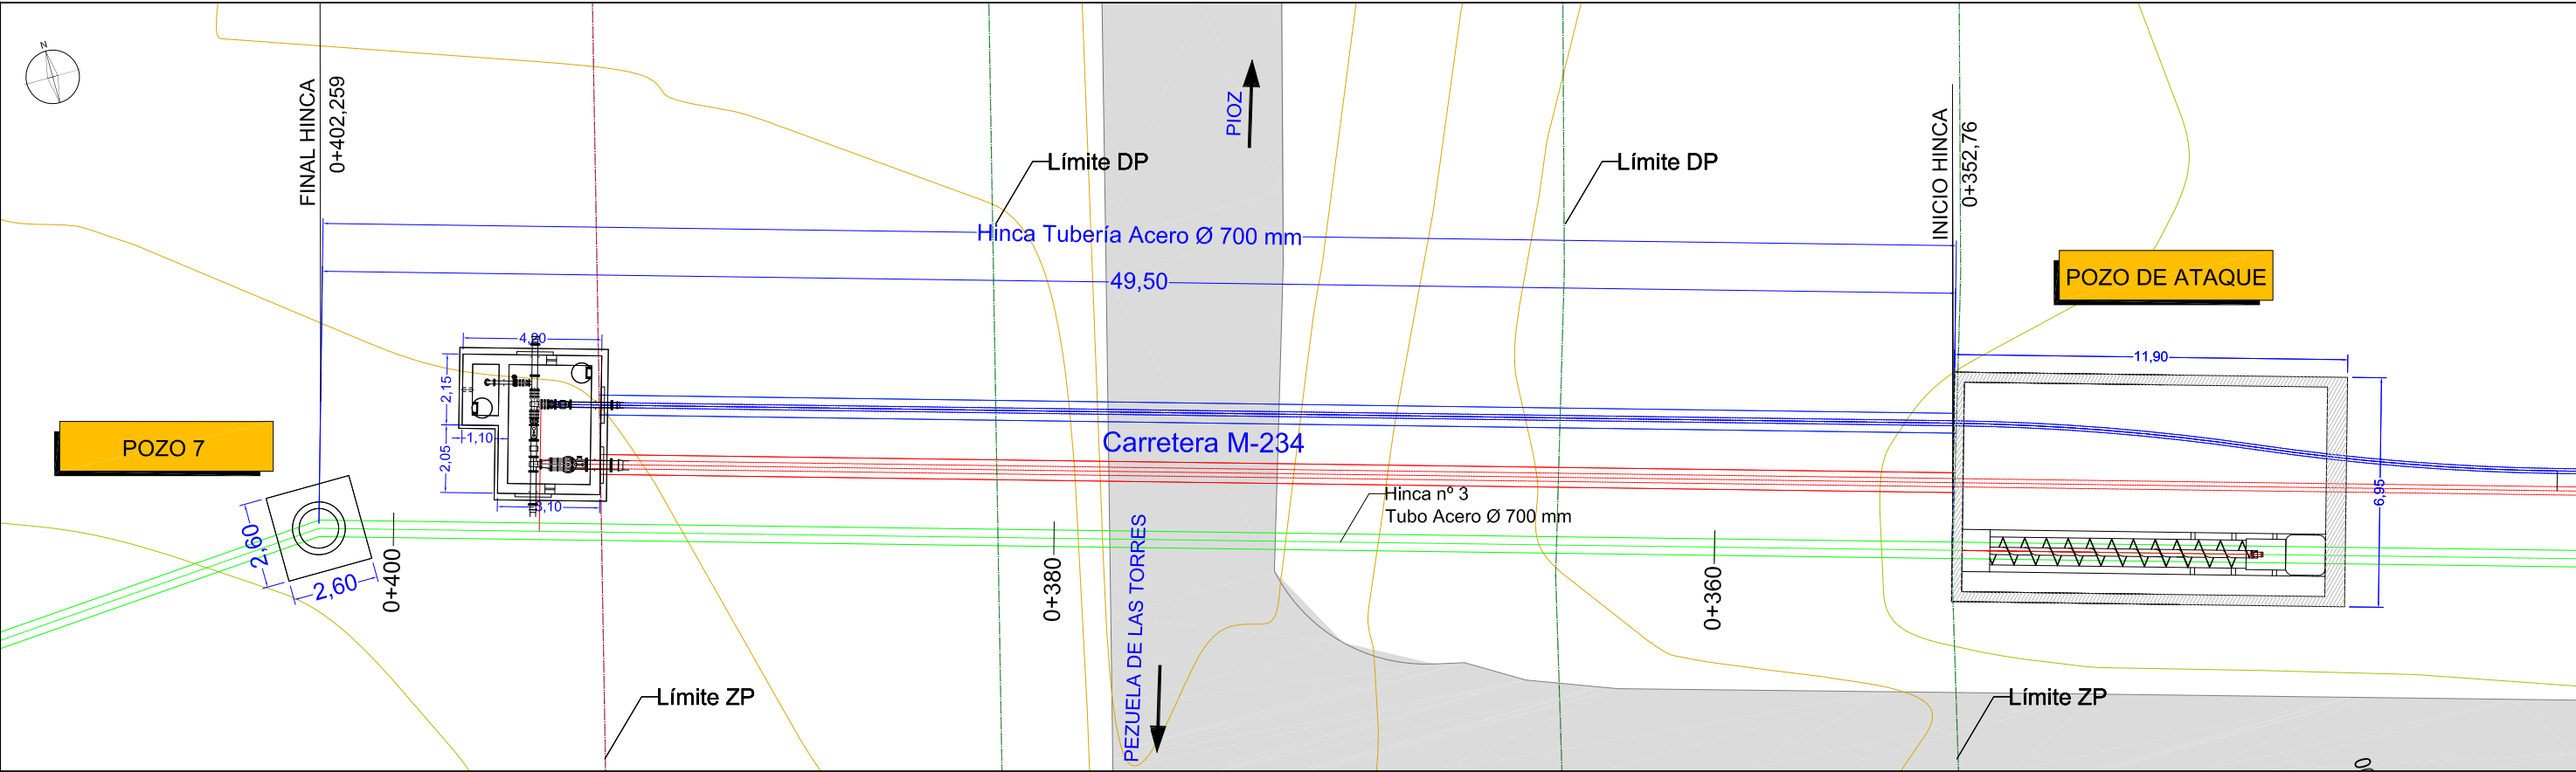 N
FINAL HINCA
0+402,259
PIOZ
Límite DP
Límite DP
INICIO HINCA
0+352,76
Hinca Tubería Acero Ø 700 mm
49,50
POZO DE ATAQUE
4,20
11,90
2,15
1,10
2,05
3,10
POZO 7
Carretera M-234
Hinca nº 3
Tubo Acero Ø 700 mm
6,95
2,60
2,60
0+400
0+380
0+360
PEZUELA DE LAS TORRES
Límite ZP
Límite ZP